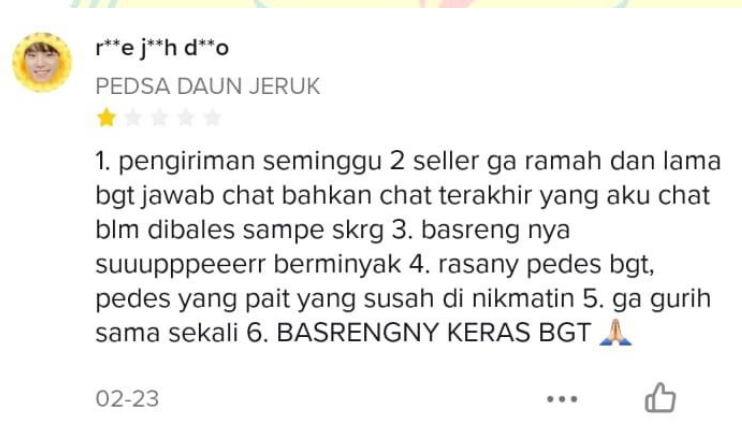 r**e j**h d**o
PEDSA DAUN JERUK
1. pengiriman seminggu 2 seller ga ramah dan lama
bgt jawab chat bahkan chat terakhir yang aku chat
blm dibales sampe skrg 3. basreng nya
suuupppeeerr berminyak 4. rasany pedes bgt,
pedes yang pait yang susah di nikmatin 5. ga gurih
sama sekali 6. BASRENGNY KERAS BGT 🙏🏼
02-23